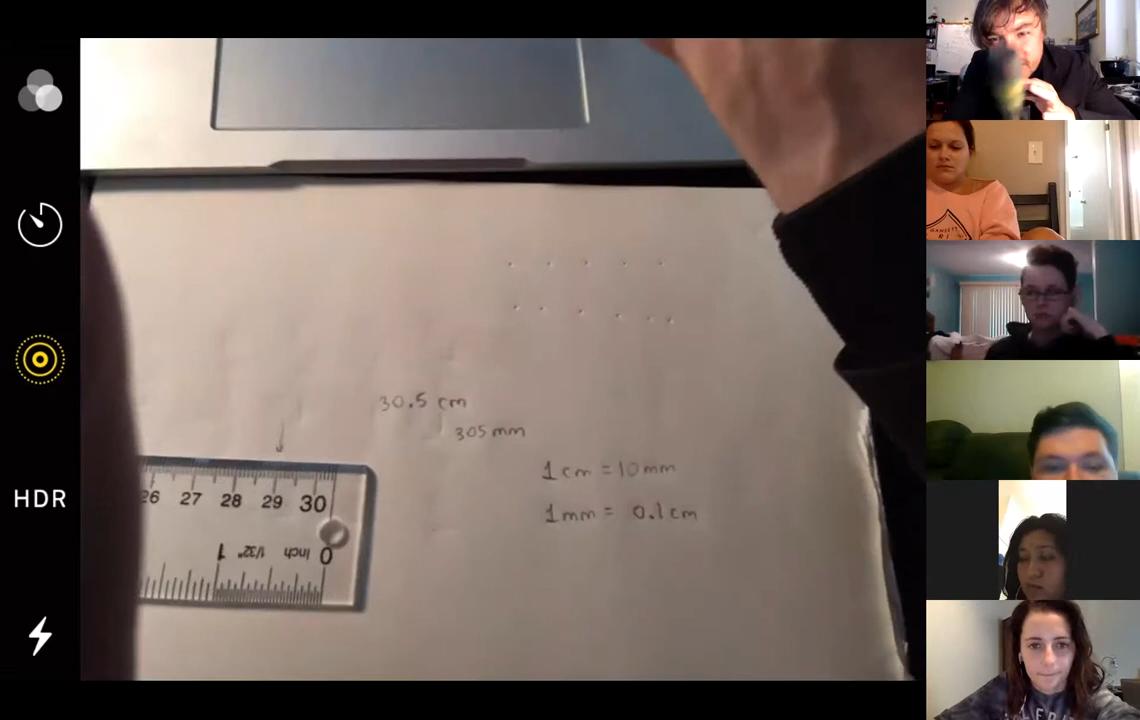 HDR
30.5 cm
305 mm
1 cm = 10 mm
1 mm = 0.1 cm
26 27 28 29 30
1 1/32" Inch 0